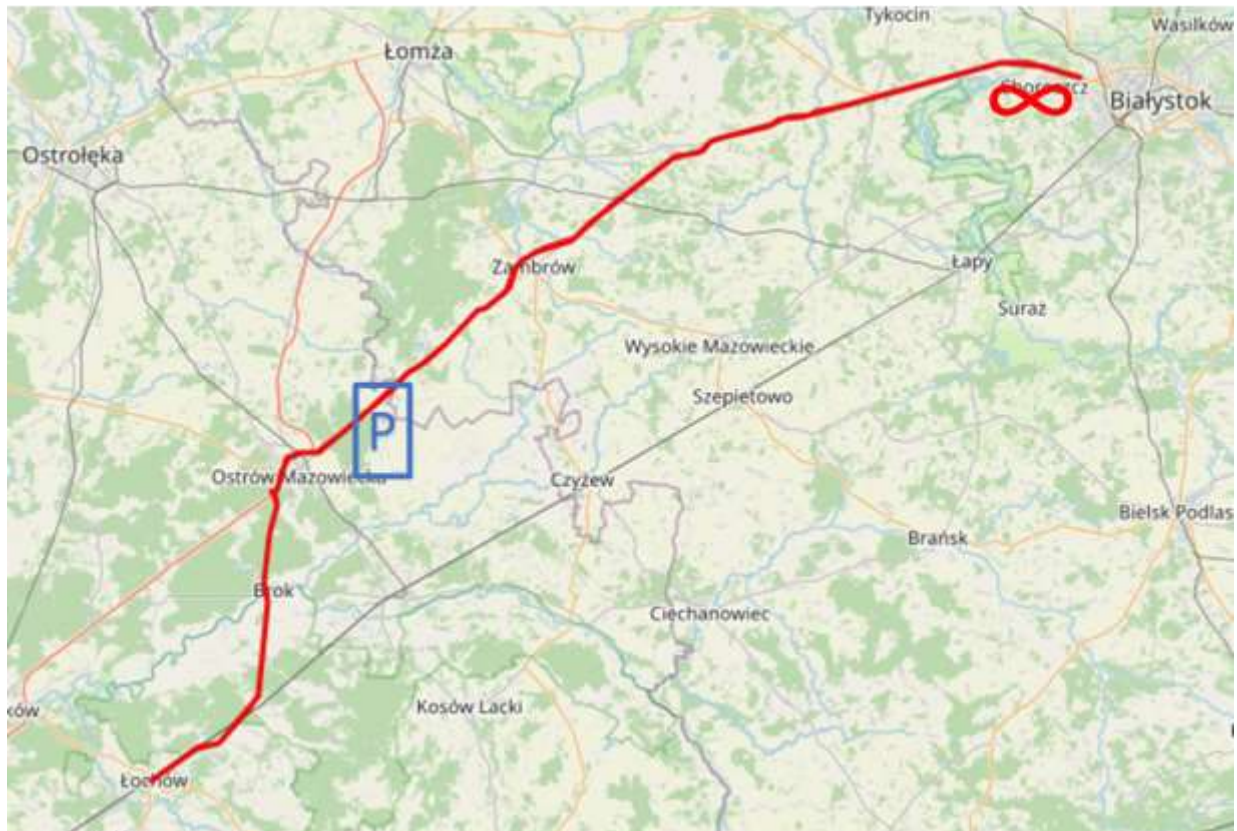 Tykocin
Wasilków
Łomża
Choroszcz
Białystok
Ostrołęka
Zambrów
Łapy
Suraż
Wysokie Mazowieckie
Szepietowo
P
Ostrów Mazowiecka
Czyżew
Bielsk Podlas
Brańsk
Brok
Ciechanowiec
Kosów Lacki
ków
Łochów